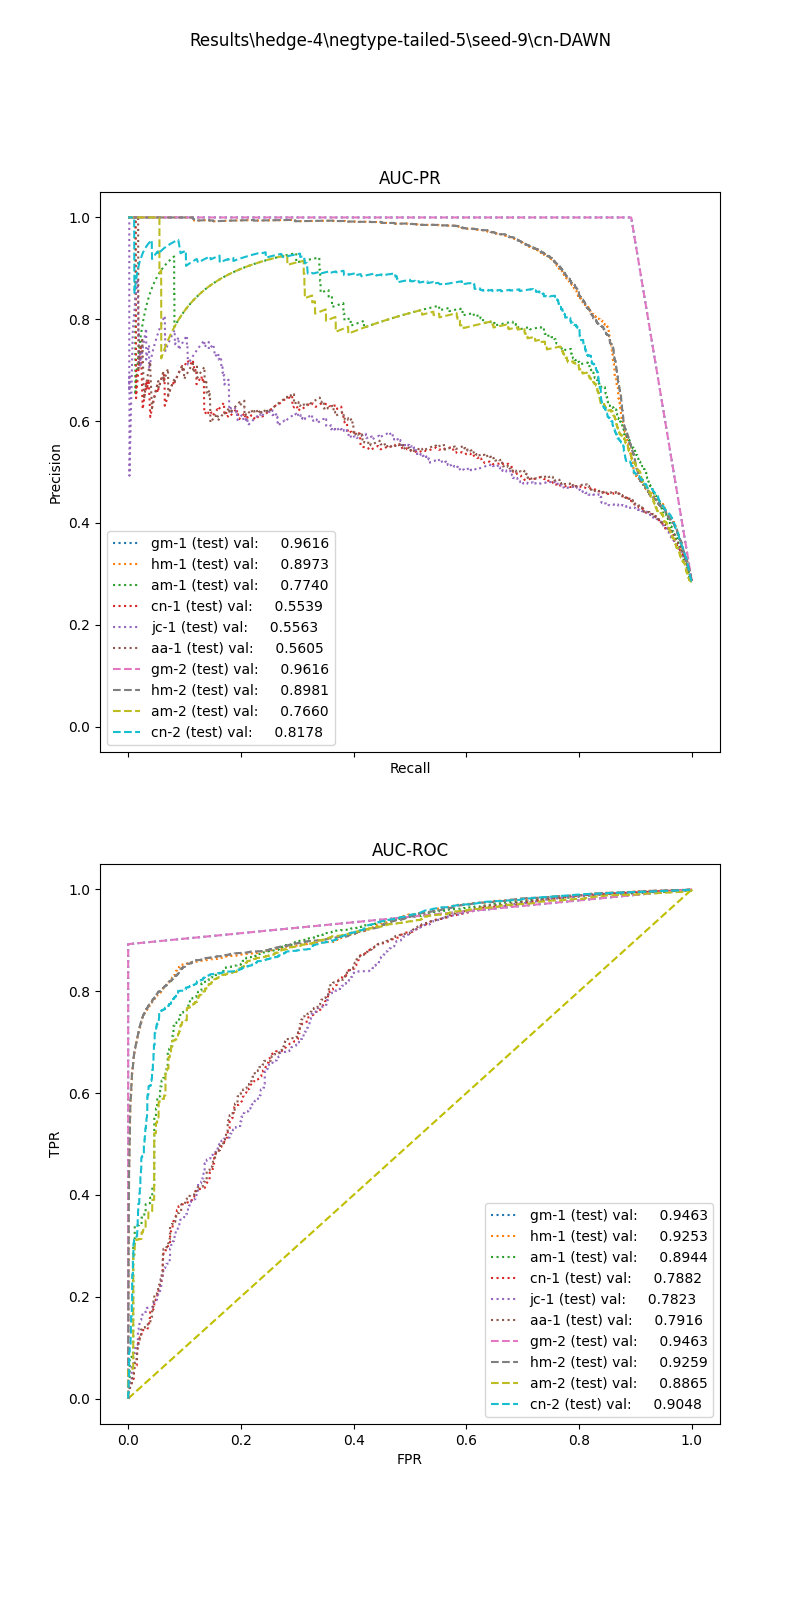 Results\hedge-4\negtype-tailed-5\seed-9\cn-DAWN
AUC-PR
1.0
0.8
0.6
0.4
0.2
0.0
Precision
gm-1 (test) val: 0.9616
hm-1 (test) val: 0.8973
am-1 (test) val: 0.7740
cn-1 (test) val: 0.5539
jc-1 (test) val: 0.5563
aa-1 (test) val: 0.5605
gm-2 (test) val: 0.9616
hm-2 (test) val: 0.8981
am-2 (test) val: 0.7660
cn-2 (test) val: 0.8178
Recall
AUC-ROC
1.0
0.8
0.6
0.4
0.2
0.0
TPR
gm-1 (test) val: 0.9463
hm-1 (test) val: 0.9253
am-1 (test) val: 0.8944
cn-1 (test) val: 0.7882
jc-1 (test) val: 0.7823
aa-1 (test) val: 0.7916
gm-2 (test) val: 0.9463
hm-2 (test) val: 0.9259
am-2 (test) val: 0.8865
cn-2 (test) val: 0.9048
0.0 0.2 0.4 0.6 0.8 1.0
FPR